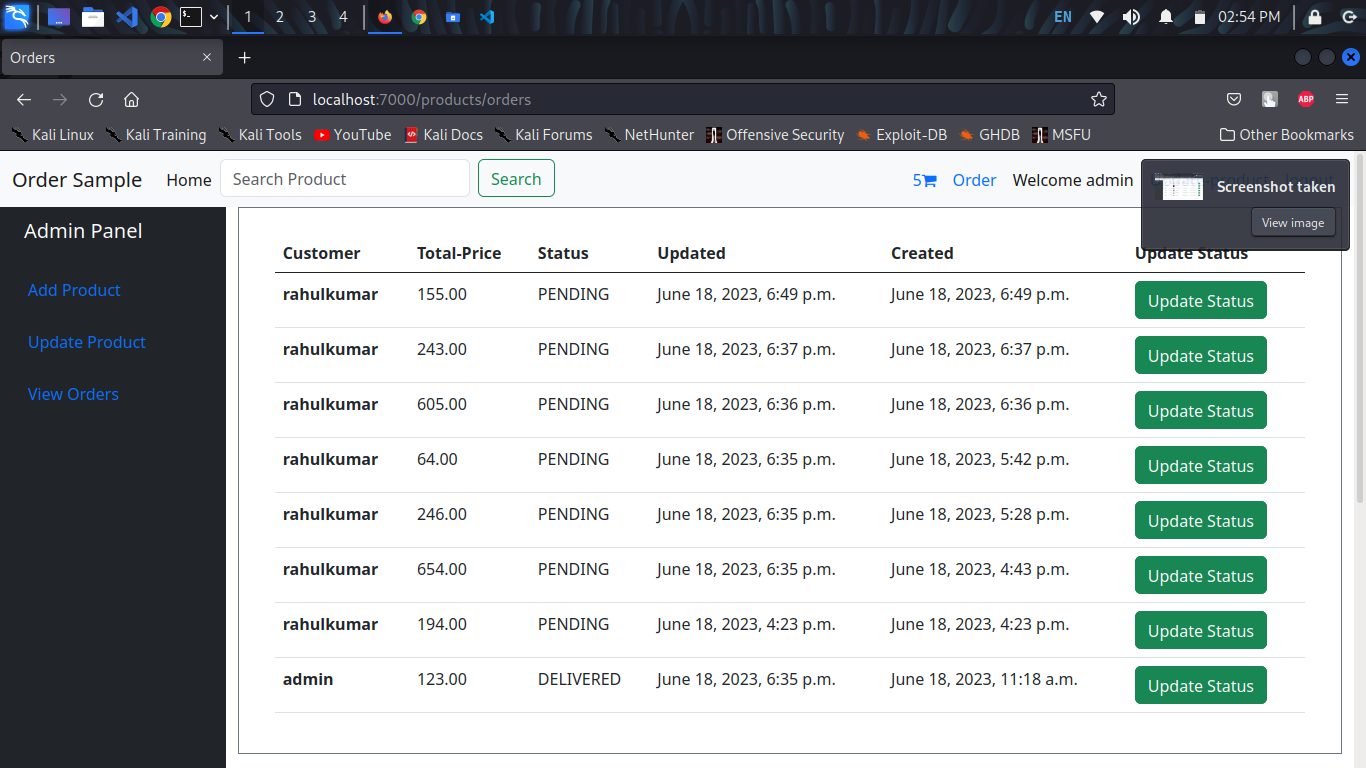 1 2 3 4 EN 02:54 PM
Orders
localhost:7000/products/orders
ABP
Kali Linux Kali Training Kali Tools YouTube Kali Docs Kali Forums NetHunter Offensive Security Exploit-DB GHDB MSFU Other Bookmarks
Order Sample Home Search Product Search 5 Order Welcome admin
Screenshot taken
View image
Admin Panel
Add Product
Update Product
View Orders
Customer Total-Price Status Updated Created Update Status
rahulkumar 155.00 PENDING June 18, 2023, 6:49 p.m. June 18, 2023, 6:49 p.m. Update Status
rahulkumar 243.00 PENDING June 18, 2023, 6:37 p.m. June 18, 2023, 6:37 p.m. Update Status
rahulkumar 605.00 PENDING June 18, 2023, 6:36 p.m. June 18, 2023, 6:36 p.m. Update Status
rahulkumar 64.00 PENDING June 18, 2023, 6:35 p.m. June 18, 2023, 5:42 p.m. Update Status
rahulkumar 246.00 PENDING June 18, 2023, 6:35 p.m. June 18, 2023, 5:28 p.m. Update Status
rahulkumar 654.00 PENDING June 18, 2023, 6:35 p.m. June 18, 2023, 4:43 p.m. Update Status
rahulkumar 194.00 PENDING June 18, 2023, 4:23 p.m. June 18, 2023, 4:23 p.m. Update Status
admin 123.00 DELIVERED June 18, 2023, 6:35 p.m. June 18, 2023, 11:18 a.m. Update Status